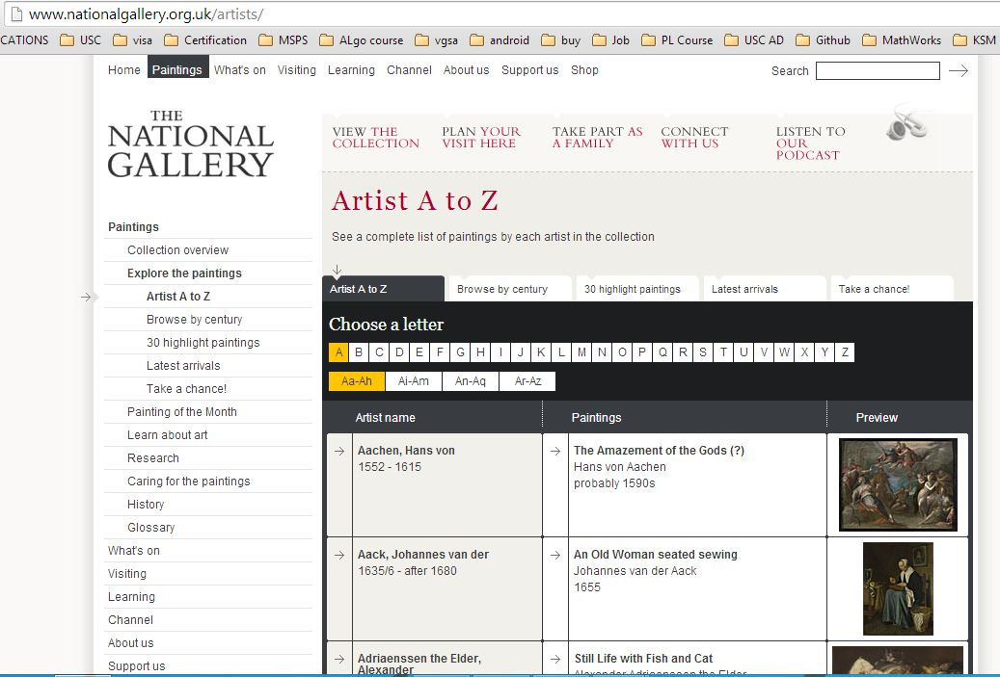 www.nationalgallery.org.uk/artists/
CATIONS USC visa Certification MSPS ALgo course vgsa android buy Job PL Course USC AD Github MathWorks KSM
Home Paintings What's on Visiting Learning Channel About us Support us Shop Search
THE
NATIONAL
GALLERY
VIEW THE
COLLECTION
PLAN YOUR
VISIT HERE
TAKE PART AS
A FAMILY
CONNECT
WITH US
LISTEN TO
OUR
PODCAST
Paintings
Collection overview
Explore the paintings
Artist A to Z
Browse by century
30 highlight paintings
Latest arrivals
Take a chance!
Painting of the Month
Learn about art
Research
Caring for the paintings
History
Glossary
What's on
Visiting
Learning
Channel
About us
Support us
Artist A to Z
See a complete list of paintings by each artist in the collection
Artist A to Z Browse by century 30 highlight paintings Latest arrivals Take a chance!
Choose a letter
A B C D E F G H I J K L M N O P Q R S T U V W X Y Z
Aa-Ah Ai-Am An-Aq Ar-Az
Artist name Paintings Preview
Aachen, Hans von
1552 - 1615
The Amazement of the Gods (?)
Hans von Aachen
probably 1590s
Aack, Johannes van der
1635/6 - after 1680
An Old Woman seated sewing
Johannes van der Aack
1655
Adriaenssen the Elder,
Alexander
Still Life with Fish and Cat
Alexander Adriaenssen the Elder